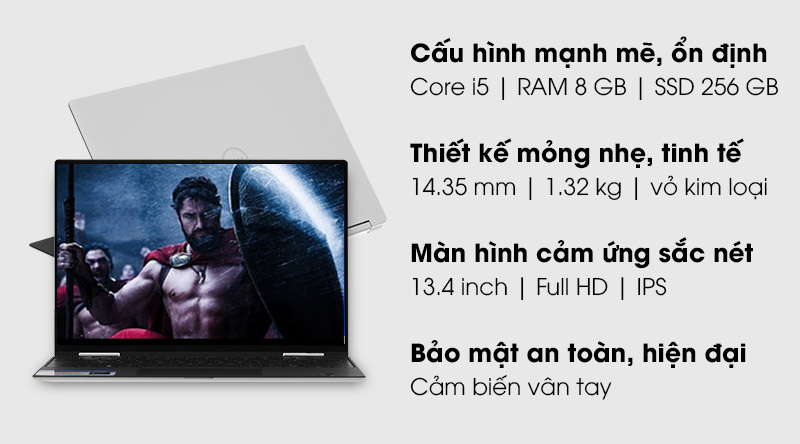 Cấu hình mạnh mẽ, ổn định
Core i5 | RAM 8 GB | SSD 256 GB
Thiết kế mỏng nhẹ, tinh tế
14.35 mm | 1.32 kg | vỏ kim loại
Màn hình cảm ứng sắc nét
13.4 inch | Full HD | IPS
Bảo mật an toàn, hiện đại
Cảm biến vân tay